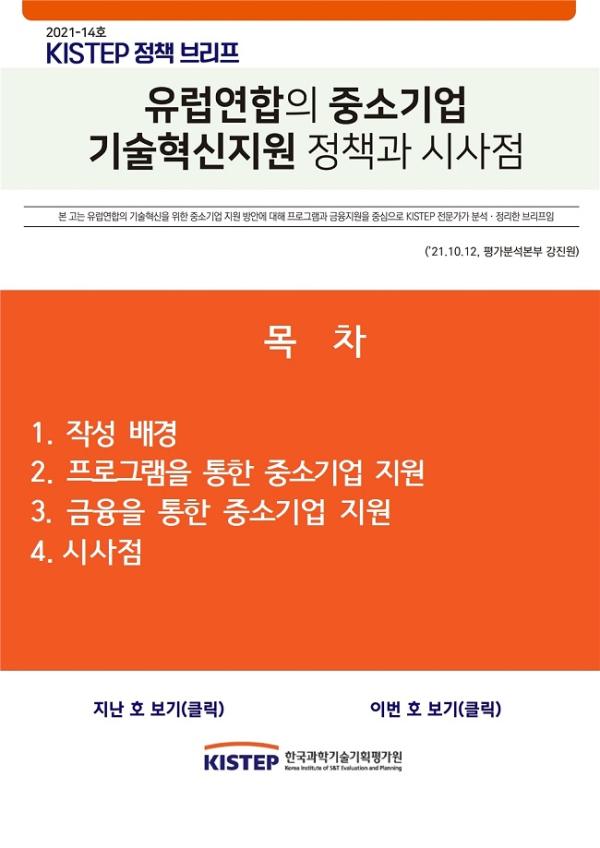 2021-14호
KISTEP 정책 브리프
유럽연합의 중소기업
기술혁신지원 정책과 시사점
본 고는 유럽연합의 기술혁신을 위한 중소기업 지원 방안에 대해 프로그램과 금융지원을 중심으로 KISTEP 전문가가 분석·정리한 브리프임
('21.10.12, 평가분석본부 강진원)
목 차
1. 작성 배경
2. 프로그램을 통한 중소기업 지원
3. 금융을 통한 중소기업 지원
4. 시사점
지난 호 보기(클릭) 이번 호 보기(클릭)
KISTEP 한국과학기술기획평가원
Korea Institute of S&T Evaluation and Planning